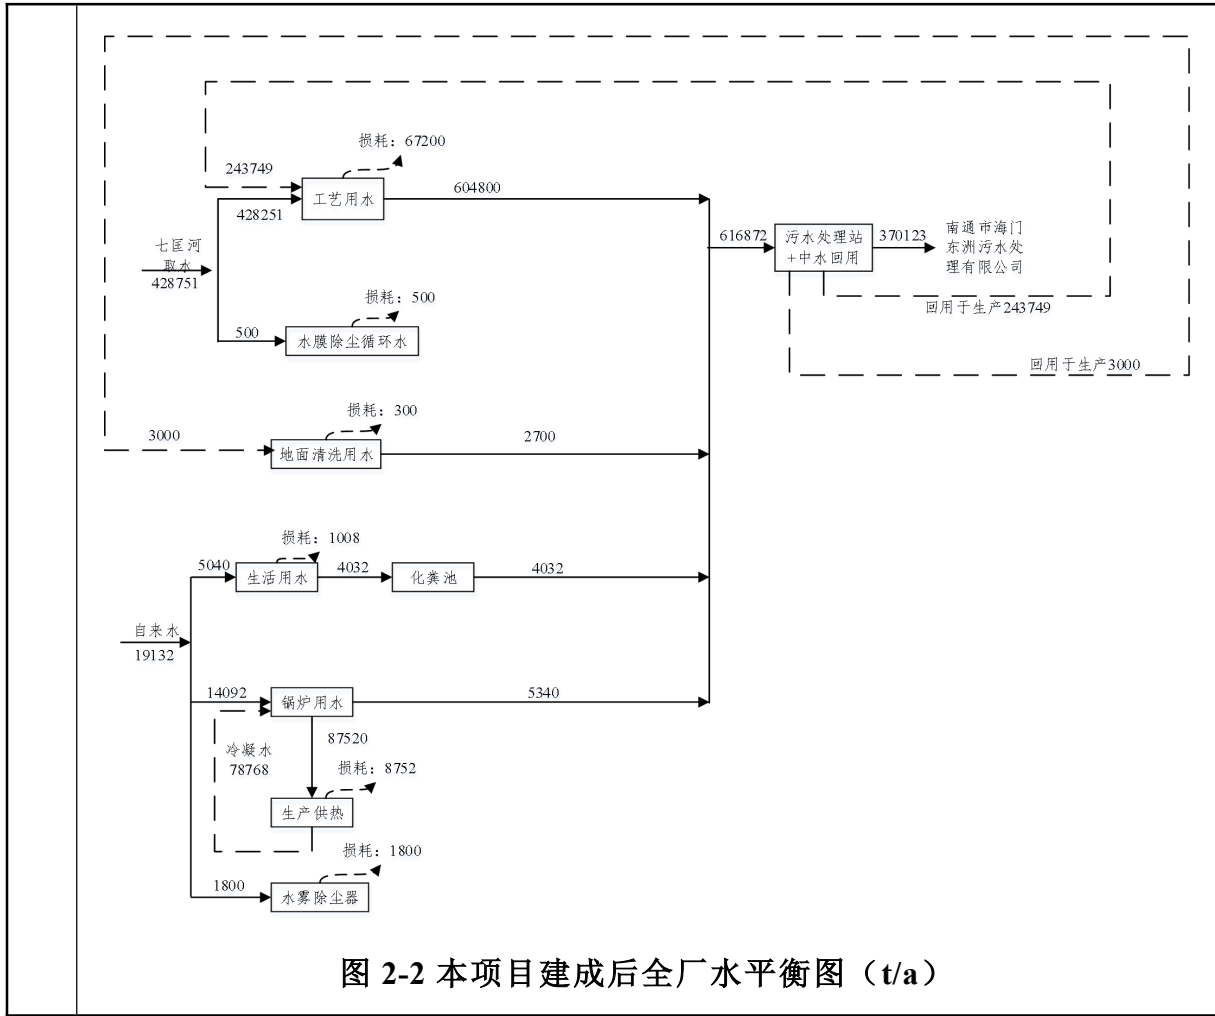 损耗：67200
243749
工艺用水
604800
428251
七匡河
取水
428751
616872
污水处理站
+中水回用
370123
南通市海门
东洲污水处
理有限公司
回用于生产243749
损耗：500
500
水膜除尘循环水
回用于生产3000
损耗：300
3000
地面清洗用水
2700
损耗：1008
5040
生活用水
4032
化粪池
4032
自来水
19132
14092
锅炉用水
5340
87520
冷凝水
78768
损耗：8752
生产供热
损耗：1800
1800
水雾除尘器
图 2-2 本项目建成后全厂水平衡图（t/a）